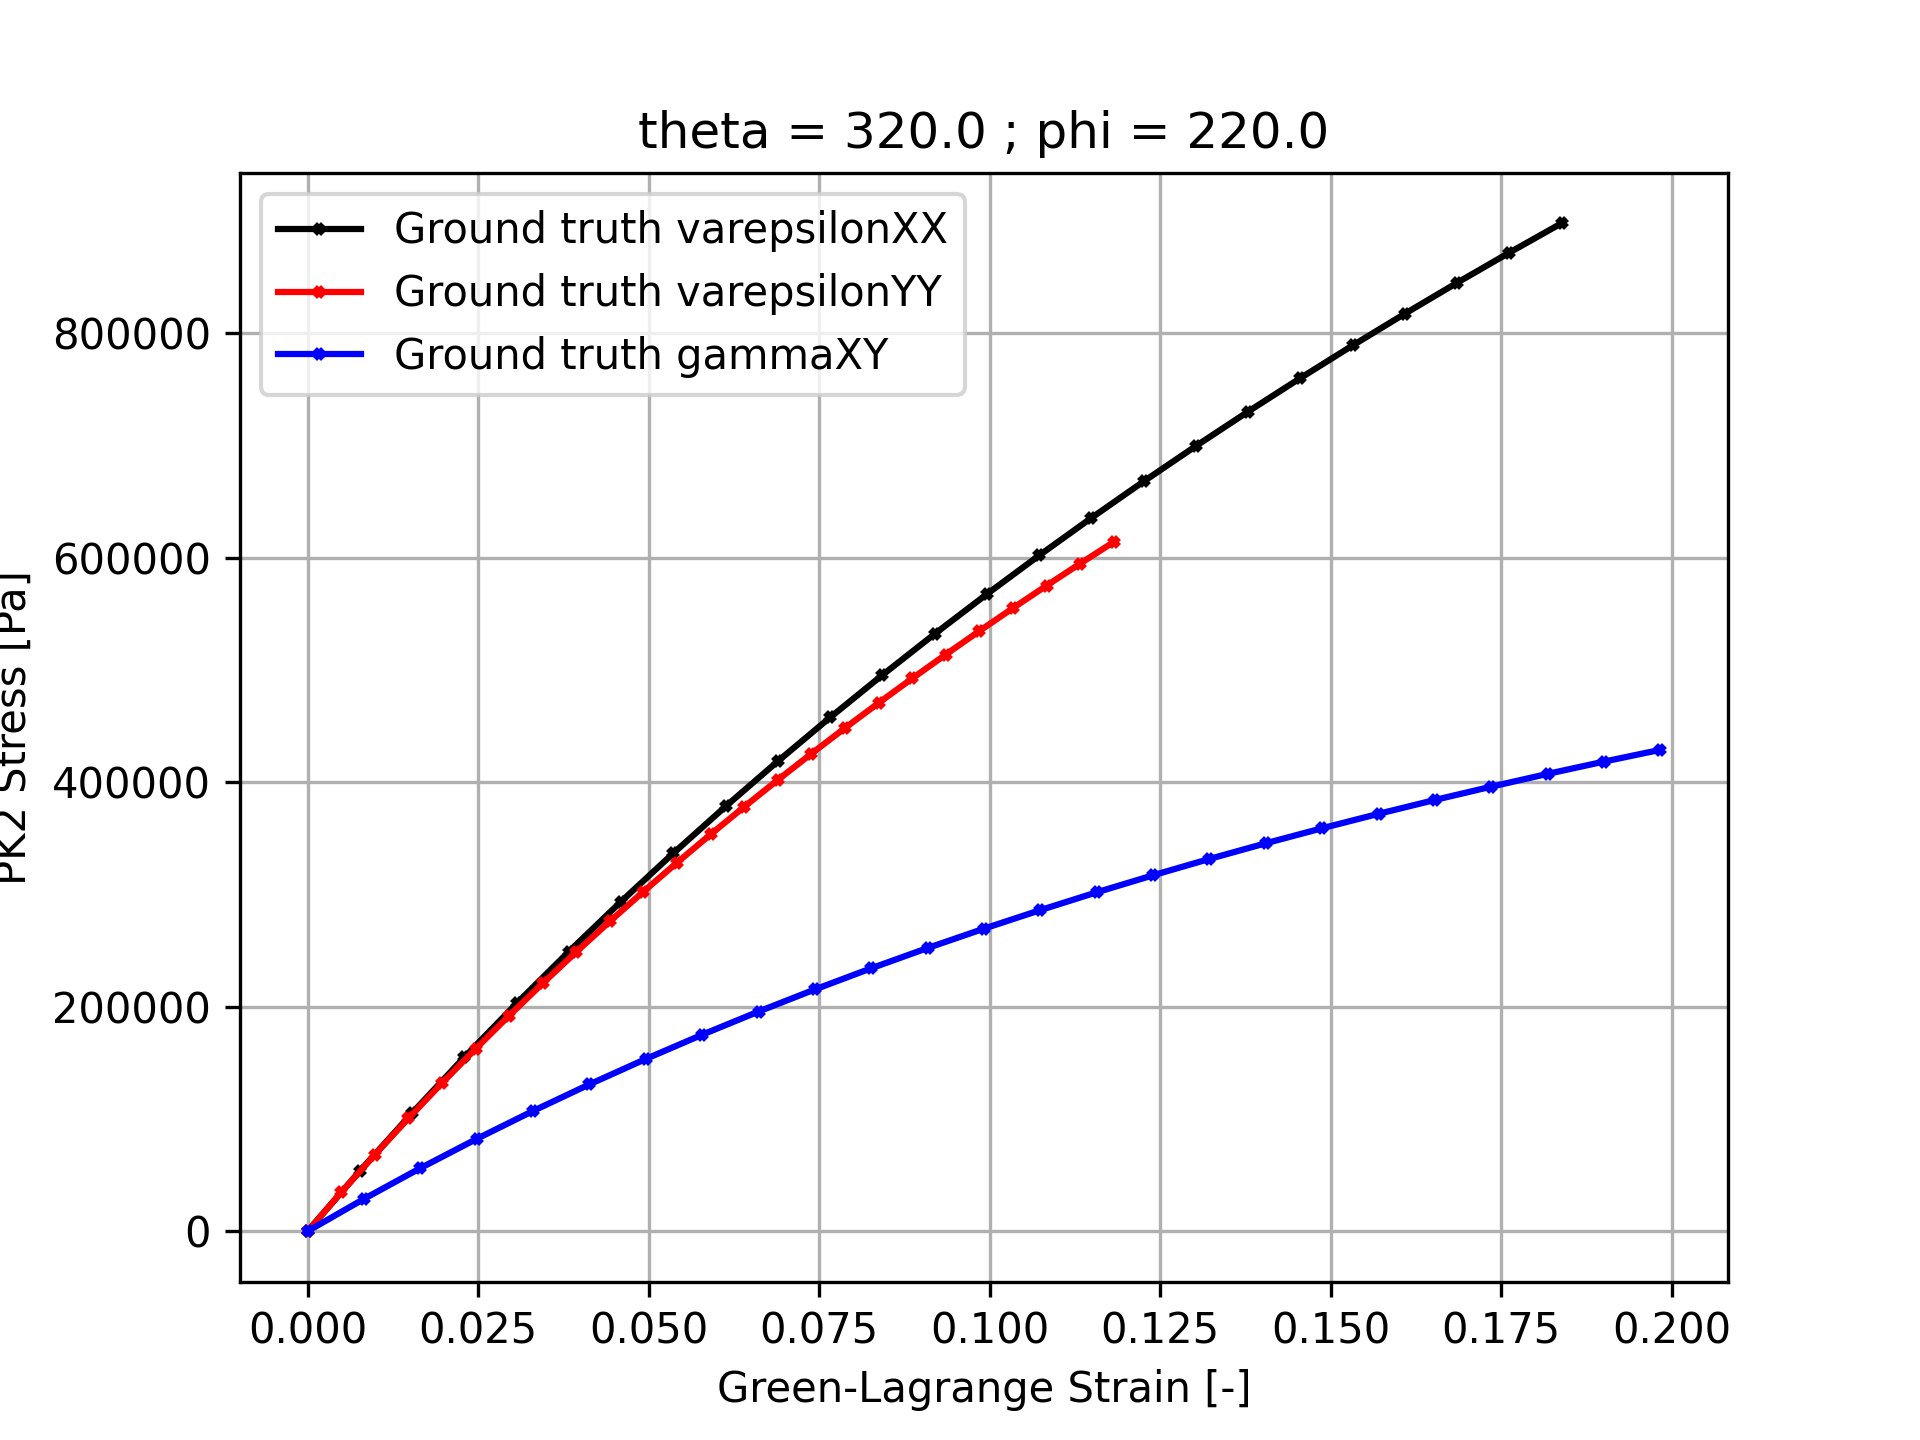 theta = 320.0 ; phi = 220.0
Ground truth varepsilonXX
Ground truth varepsilonYY
Ground truth gammaXY
800000
600000
400000
200000
0
PK2 Stress [Pa]
0.000 0.025 0.050 0.075 0.100 0.125 0.150 0.175 0.200
Green-Lagrange Strain [-]